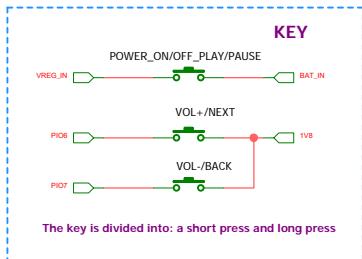 KEY
POWER_ON/OFF_PLAY/PAUSE
VREG_IN
BAT_IN
VOL+/NEXT
PIO6
1V8
VOL-/BACK
PIO7
The key is divided into: a short press and long press